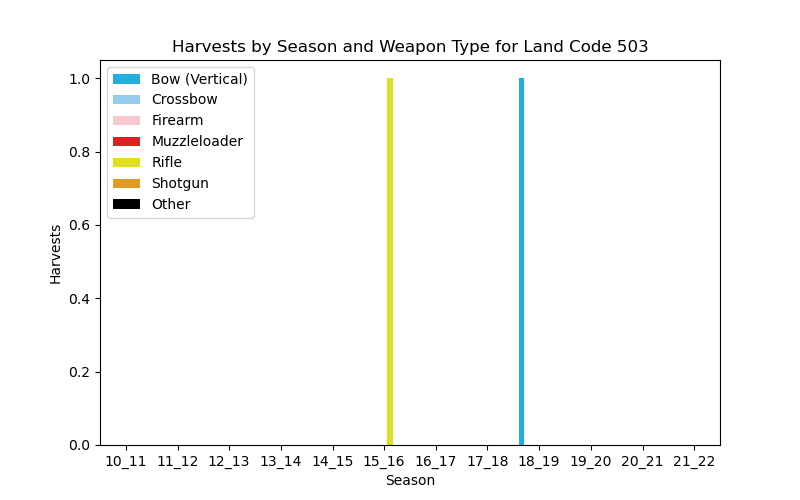 Harvests by Season and Weapon Type for Land Code 503
1.0
0.8
0.6
0.4
0.2
0.0
Harvests
Bow (Vertical)
Crossbow
Firearm
Muzzleloader
Rifle
Shotgun
Other
10_11 11_12 12_13 13_14 14_15 15_16 16_17 17_18 18_19 19_20 20_21 21_22
Season